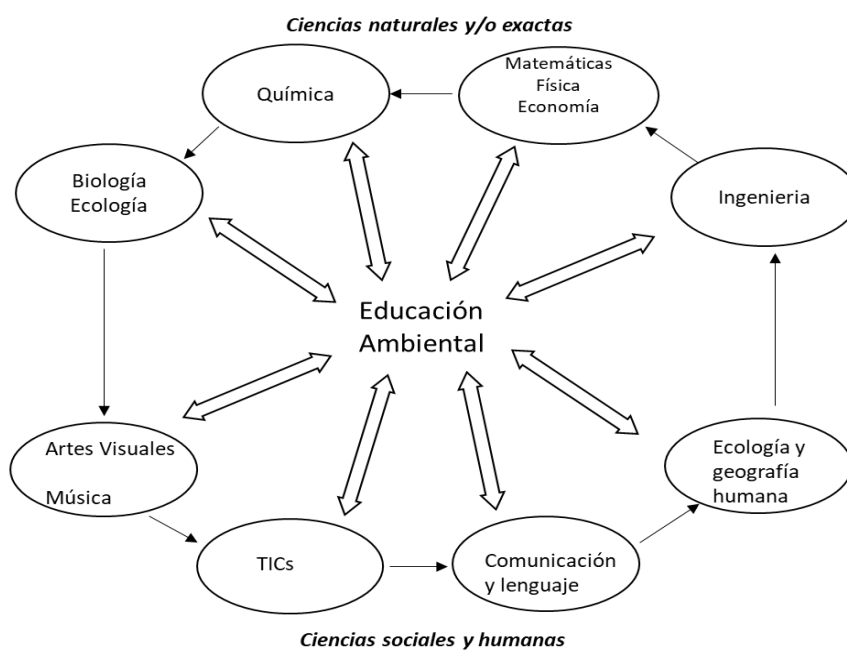 Ciencias naturales y/o exactas
Química
Matemáticas
Física
Economía
Biología
Ecología
Ingenieria
Educación
Ambiental
Artes Visuales
Música
Ecología y
geografía
humana
TICs
Comunicación
y lenguaje
Ciencias sociales y humanas